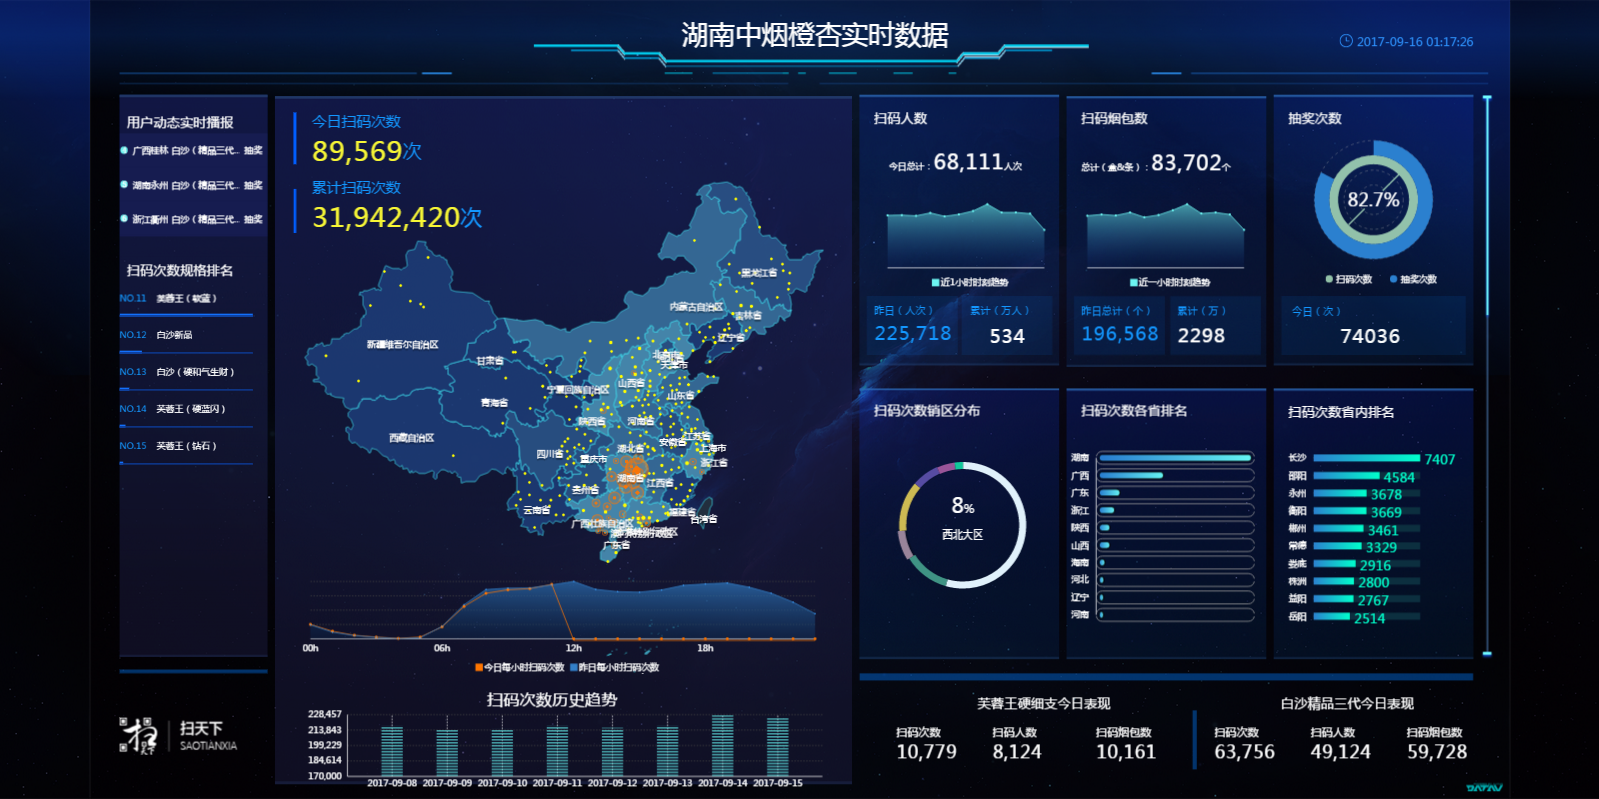 湖南中烟橙杏实时数据
2017-09-16 01:17:26
用户动态实时播报
广西桂林 白沙（精品三代... 抽奖
湖南永州 白沙（精品三代... 抽奖
浙江衢州 白沙（精品三代... 抽奖
扫码次数规格排名
NO.11 芙蓉王（软蓝）
NO.12 白沙新品
NO.13 白沙（硬和气生财）
NO.14 芙蓉王（硬蓝闪）
NO.15 芙蓉王（钻石）
扫天下
SAOTIANXIA
今日扫码次数
89,569次
累计扫码次数
31,942,420次
黑龙江省
内蒙古自治区
吉林省
辽宁省
新疆维吾尔自治区
甘肃省
北京市
天津市
宁夏回族自治区
山西省
山东省
青海省
陕西省
河南省
西藏自治区
安徽省
江苏省
四川省
湖北省
上海市
重庆市
浙江省
湖南省
江西省
贵州省
云南省
福建省
台湾省
广西壮族自治区
广东省
00h 06h 12h 18h
今日每小时扫码次数 昨日每小时扫码次数
扫码次数历史趋势
228,457
213,843
199,229
184,614
170,000
2017-09-08 2017-09-09 2017-09-10 2017-09-11 2017-09-12 2017-09-13 2017-09-14 2017-09-15
扫码人数
今日总计：68,111人次
近1小时时刻趋势
昨日（人次） 累计（万人）
225,718 534
扫码烟包数
总计（盒&条）：83,702个
近一小时时刻趋势
昨日总计（个） 累计（万）
196,568 2298
抽奖次数
82.7%
扫码次数 抽奖次数
今日（次）
74036
扫码次数销区分布
8%
西北大区
扫码次数各省排名
湖南
广西
广东
浙江
陕西
山西
海南
河北
辽宁
河南
扫码次数省内排名
长沙 7407
邵阳 4584
永州 3678
衡阳 3669
郴州 3461
常德 3329
娄底 2916
株洲 2800
益阳 2767
岳阳 2514
芙蓉王硬细支今日表现
扫码次数 扫码人数 扫码烟包数
10,779 8,124 10,161
白沙精品三代今日表现
扫码次数 扫码人数 扫码烟包数
63,756 49,124 59,728
DATAV